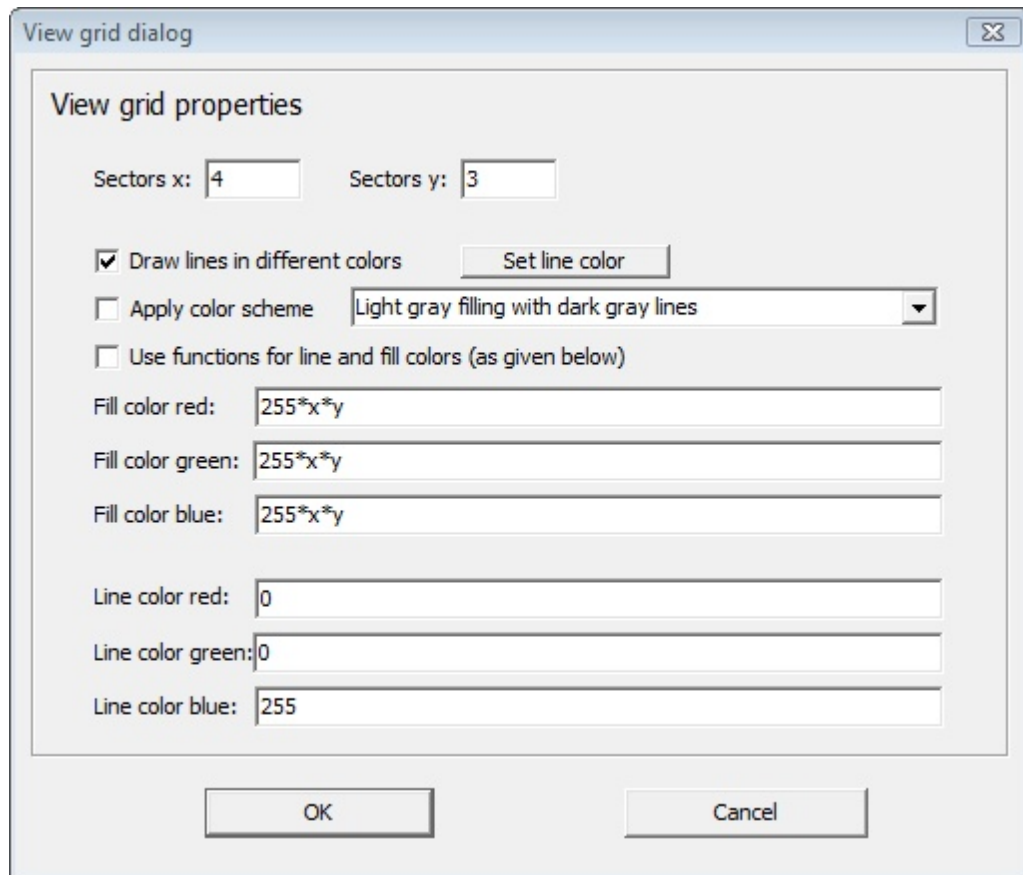 View grid dialog
View grid properties
Sectors x: 4 Sectors y: 3
Draw lines in different colors Set line color
Apply color scheme Light gray filling with dark gray lines
Use functions for line and fill colors (as given below)
Fill color red: 255*x*y
Fill color green: 255*x*y
Fill color blue: 255*x*y
Line color red: 0
Line color green: 0
Line color blue: 255
OK Cancel